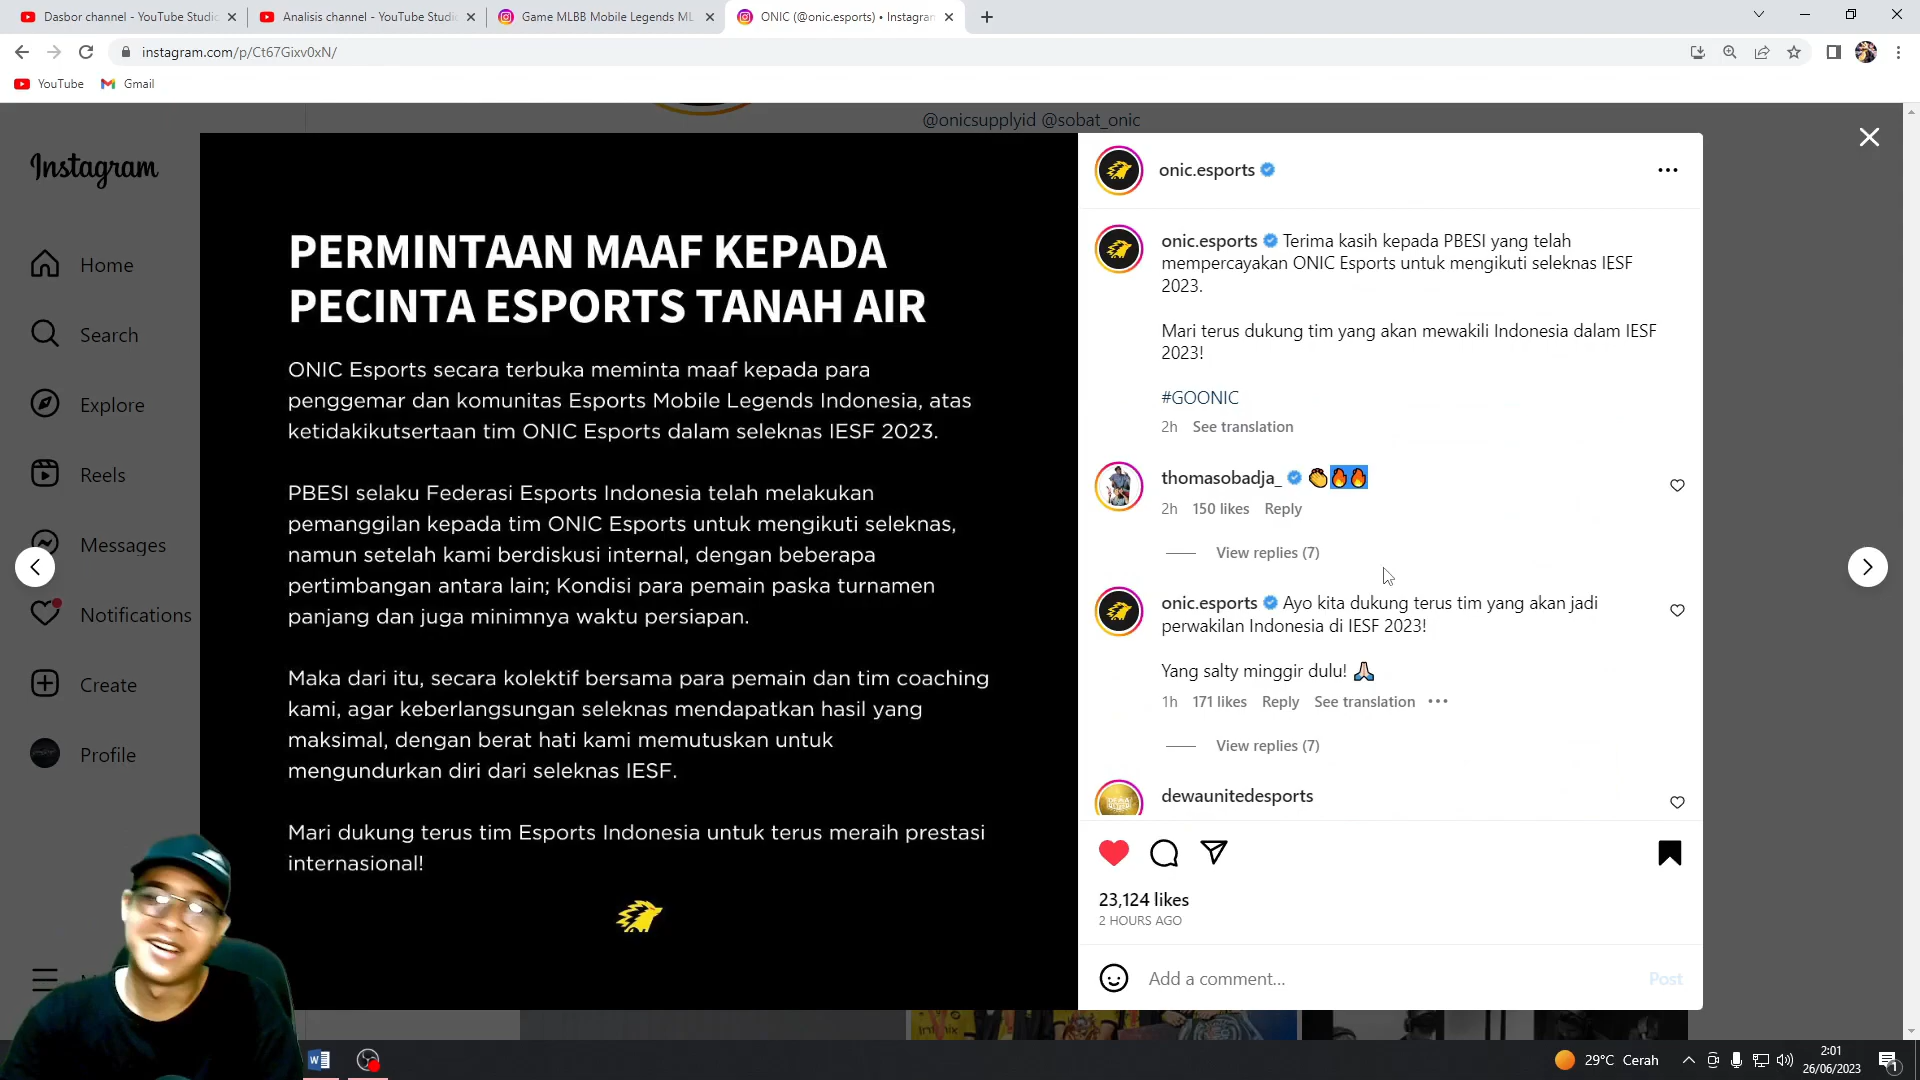 Dasbor channel - YouTube Studio
Analisis channel - YouTube Studio
Game MLBB Mobile Legends ML
ONIC (@onic.esports) • Instagram
instagram.com/p/Ct67Gixv0xN/
YouTube
Gmail
@onicsupplyid @sobat_onic
Instagram
Home
Search
Explore
Reels
Messages
Notifications
Create
Profile
PERMINTAAN MAAF KEPADA
PECINTA ESPORTS TANAH AIR
ONIC Esports secara terbuka meminta maaf kepada para
penggemar dan komunitas Esports Mobile Legends Indonesia, atas
ketidakikutsertaan tim ONIC Esports dalam seleknas IESF 2023.
PBESI selaku Federasi Esports Indonesia telah melakukan
pemanggilan kepada tim ONIC Esports untuk mengikuti seleknas,
namun setelah kami berdiskusi internal, dengan beberapa
pertimbangan antara lain; Kondisi para pemain paska turnamen
panjang dan juga minimnya waktu persiapan.
Maka dari itu, secara kolektif bersama para pemain dan tim coaching
kami, agar keberlangsungan seleknas mendapatkan hasil yang
maksimal, dengan berat hati kami memutuskan untuk
mengundurkan diri dari seleknas IESF.
Mari dukung terus tim Esports Indonesia untuk terus meraih prestasi
internasional!
onic.esports
onic.esports Terima kasih kepada PBESI yang telah
mempercayakan ONIC Esports untuk mengikuti seleknas IESF
2023.
Mari terus dukung tim yang akan mewakili Indonesia dalam IESF
2023!
#GOONIC
2h See translation
thomasobadja_ 👏🔥🔥
2h 150 likes Reply
View replies (7)
onic.esports Ayo kita dukung terus tim yang akan jadi
perwakilan Indonesia di IESF 2023!
Yang salty minggir dulu! 🙏🏻
1h 171 likes Reply See translation
View replies (7)
dewaunitedesports
23,124 likes
2 HOURS AGO
Add a comment...
Post
29°C Cerah
2:01
26/06/2023
1